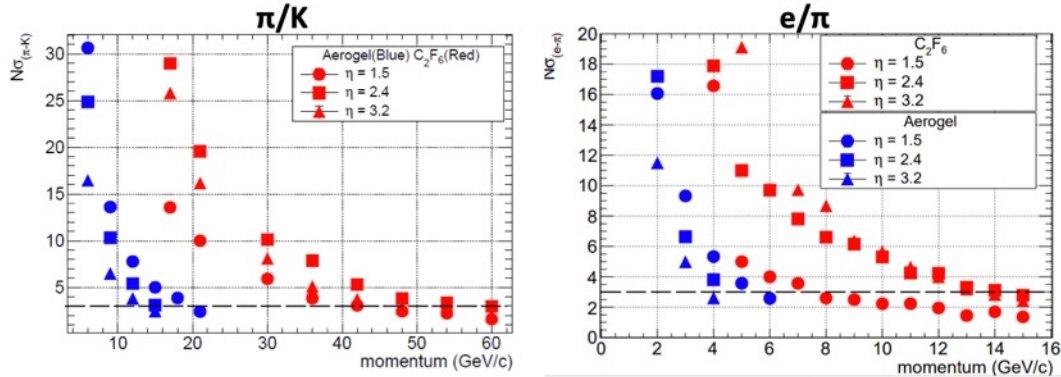 π/K
Nσ(π-K)
Aerogel(Blue) C₂F₆(Red)
η = 1.5
η = 2.4
η = 3.2
30
25
20
15
10
5
10 20 30 40 50 60
momentum (GeV/c)
e/π
Nσ(e-π)
C₂F₆
η = 1.5
η = 2.4
η = 3.2
Aerogel
η = 1.5
η = 2.4
η = 3.2
20
18
16
14
12
10
8
6
4
2
0
0 2 4 6 8 10 12 14 16
momentum (GeV/c)